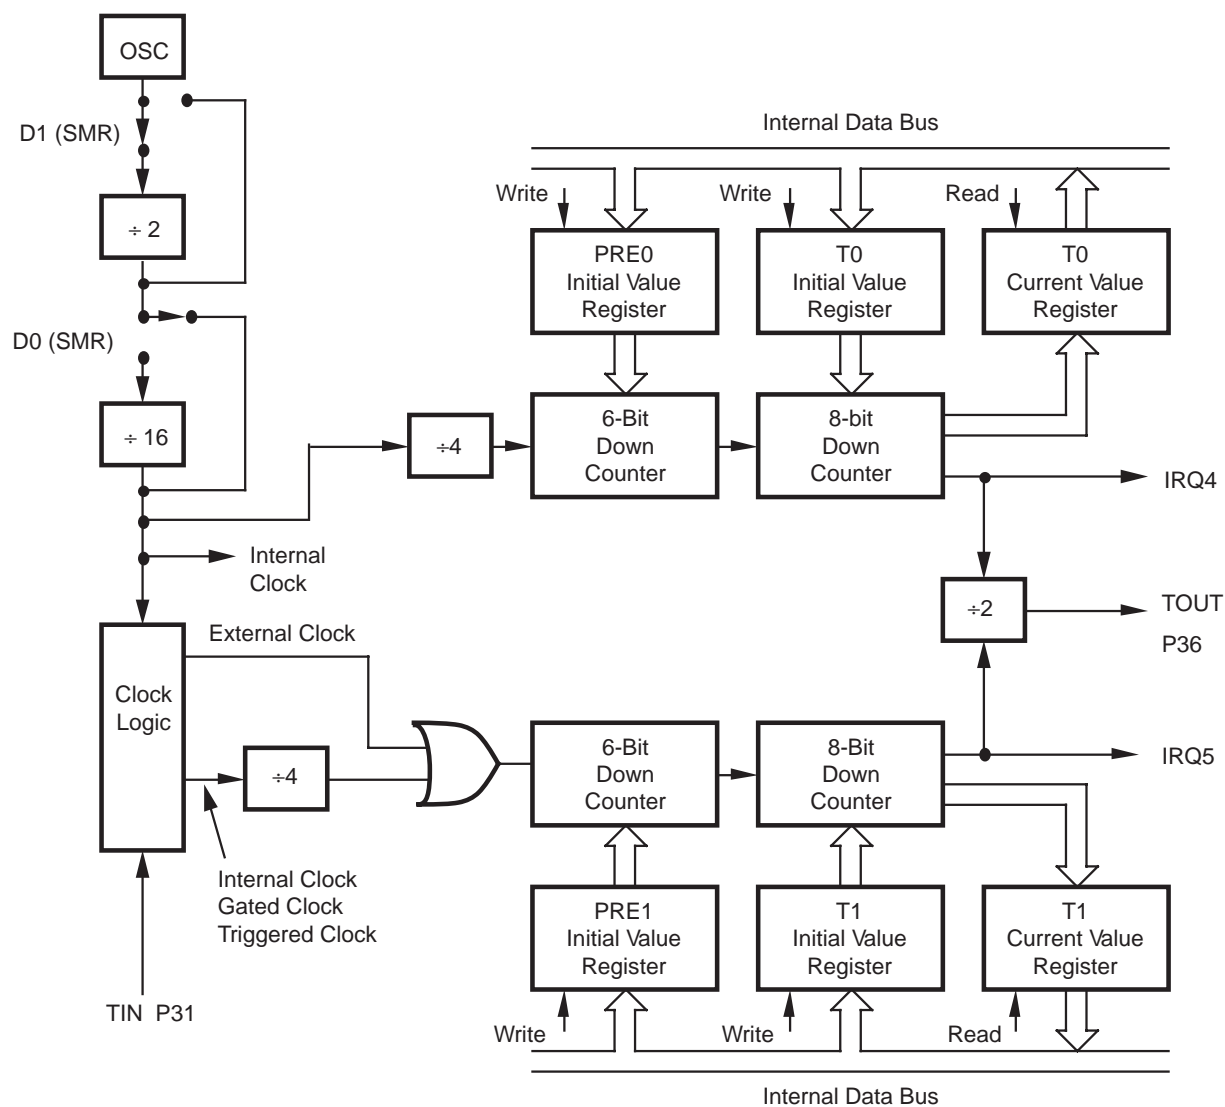 OSC
D1 (SMR)
÷ 2
D0 (SMR)
÷ 16
Internal Data Bus
Write
Write
Read
PRE0
Initial Value
Register
T0
Initial Value
Register
T0
Current Value
Register
÷4
6-Bit
Down
Counter
8-bit
Down
Counter
IRQ4
Internal
Clock
÷2
TOUT
P36
External Clock
Clock
Logic
÷4
6-Bit
Down
Counter
8-Bit
Down
Counter
IRQ5
Internal Clock
Gated Clock
Triggered Clock
PRE1
Initial Value
Register
T1
Initial Value
Register
T1
Current Value
Register
TIN P31
Write
Write
Read
Internal Data Bus